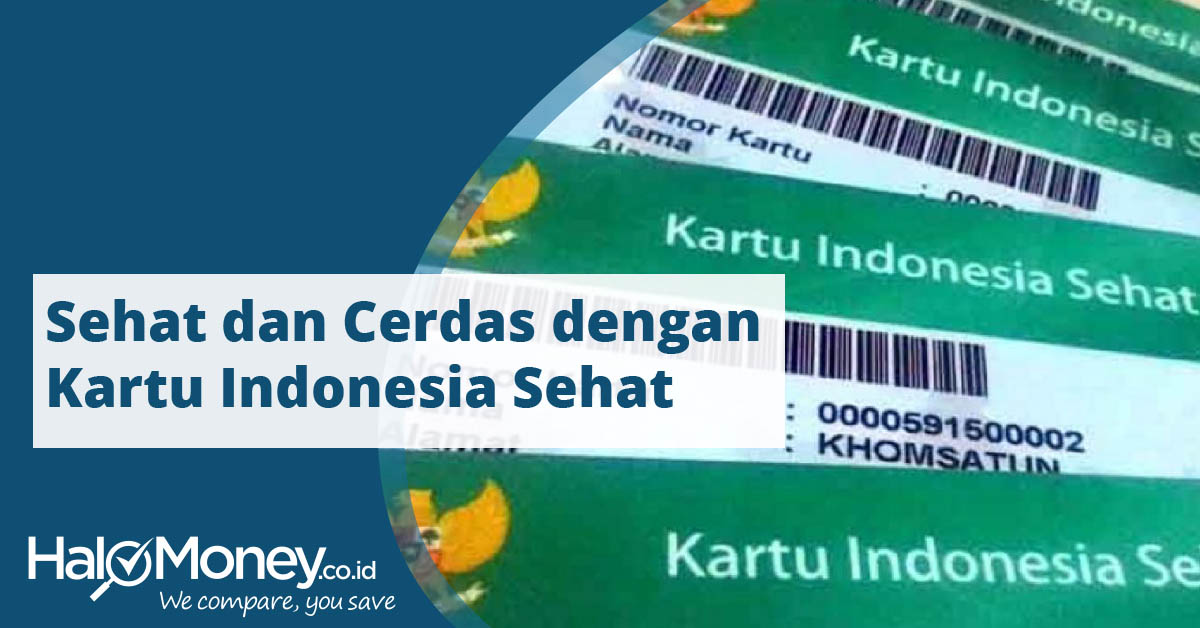 Kartu Indonesia S
Nomor Kartu
Nama
Kartu Indonesia Sehat
Sehat dan Cerdas dengan
Kartu Indonesia Sehat
: 0000591500002
Alamat : KHOMSATUN
Kartu Indonesia Se
HaloMoney.co.id
We compare, you save